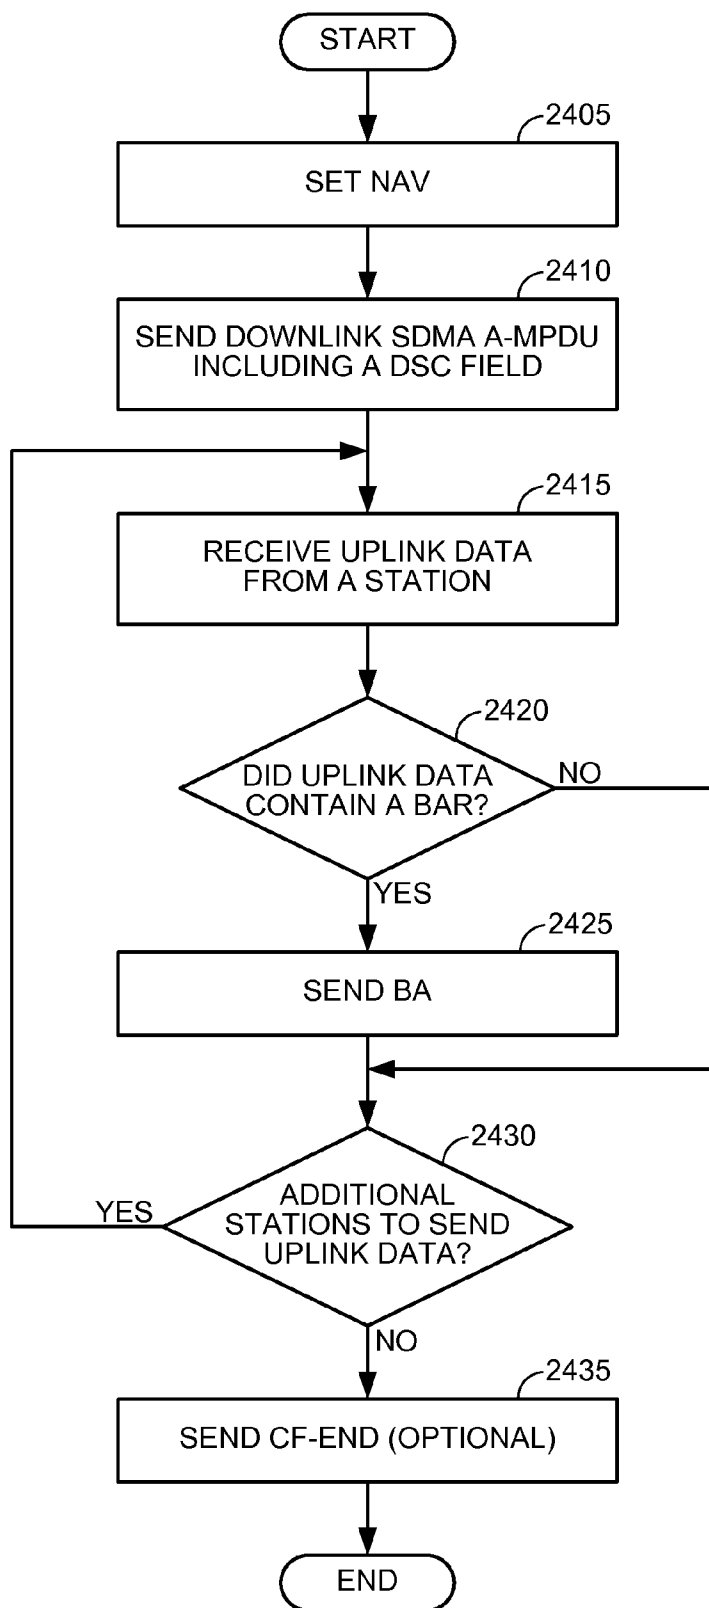 START
2405
SET NAV
2410
SEND DOWNLINK SDMA A-MPDU
INCLUDING A DSC FIELD
2415
RECEIVE UPLINK DATA
FROM A STATION
2420
DID UPLINK DATA
CONTAIN A BAR?
NO
YES
2425
SEND BA
2430
ADDITIONAL
STATIONS TO SEND
UPLINK DATA?
YES
NO
2435
SEND CF-END (OPTIONAL)
END